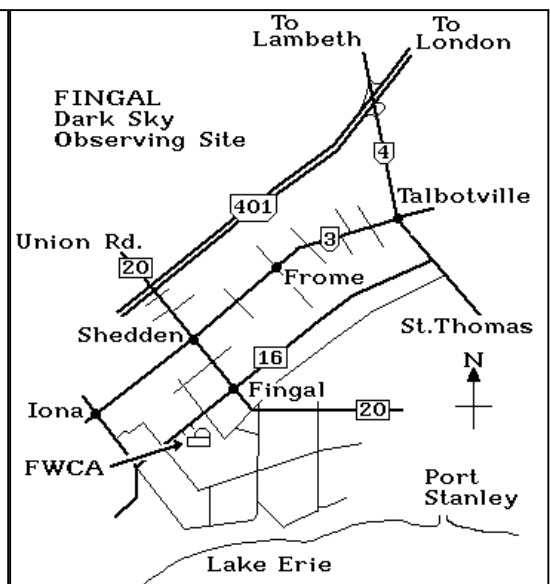 To
Lambeth
To
London
FINGAL
Dark Sky
Observing Site
4
401
Talbotville
Union Rd.
3
20
Frome
Shedden
St.Thomas
16
N
Fingal
Iona
20
FWCA
Port
Stanley
Lake Erie